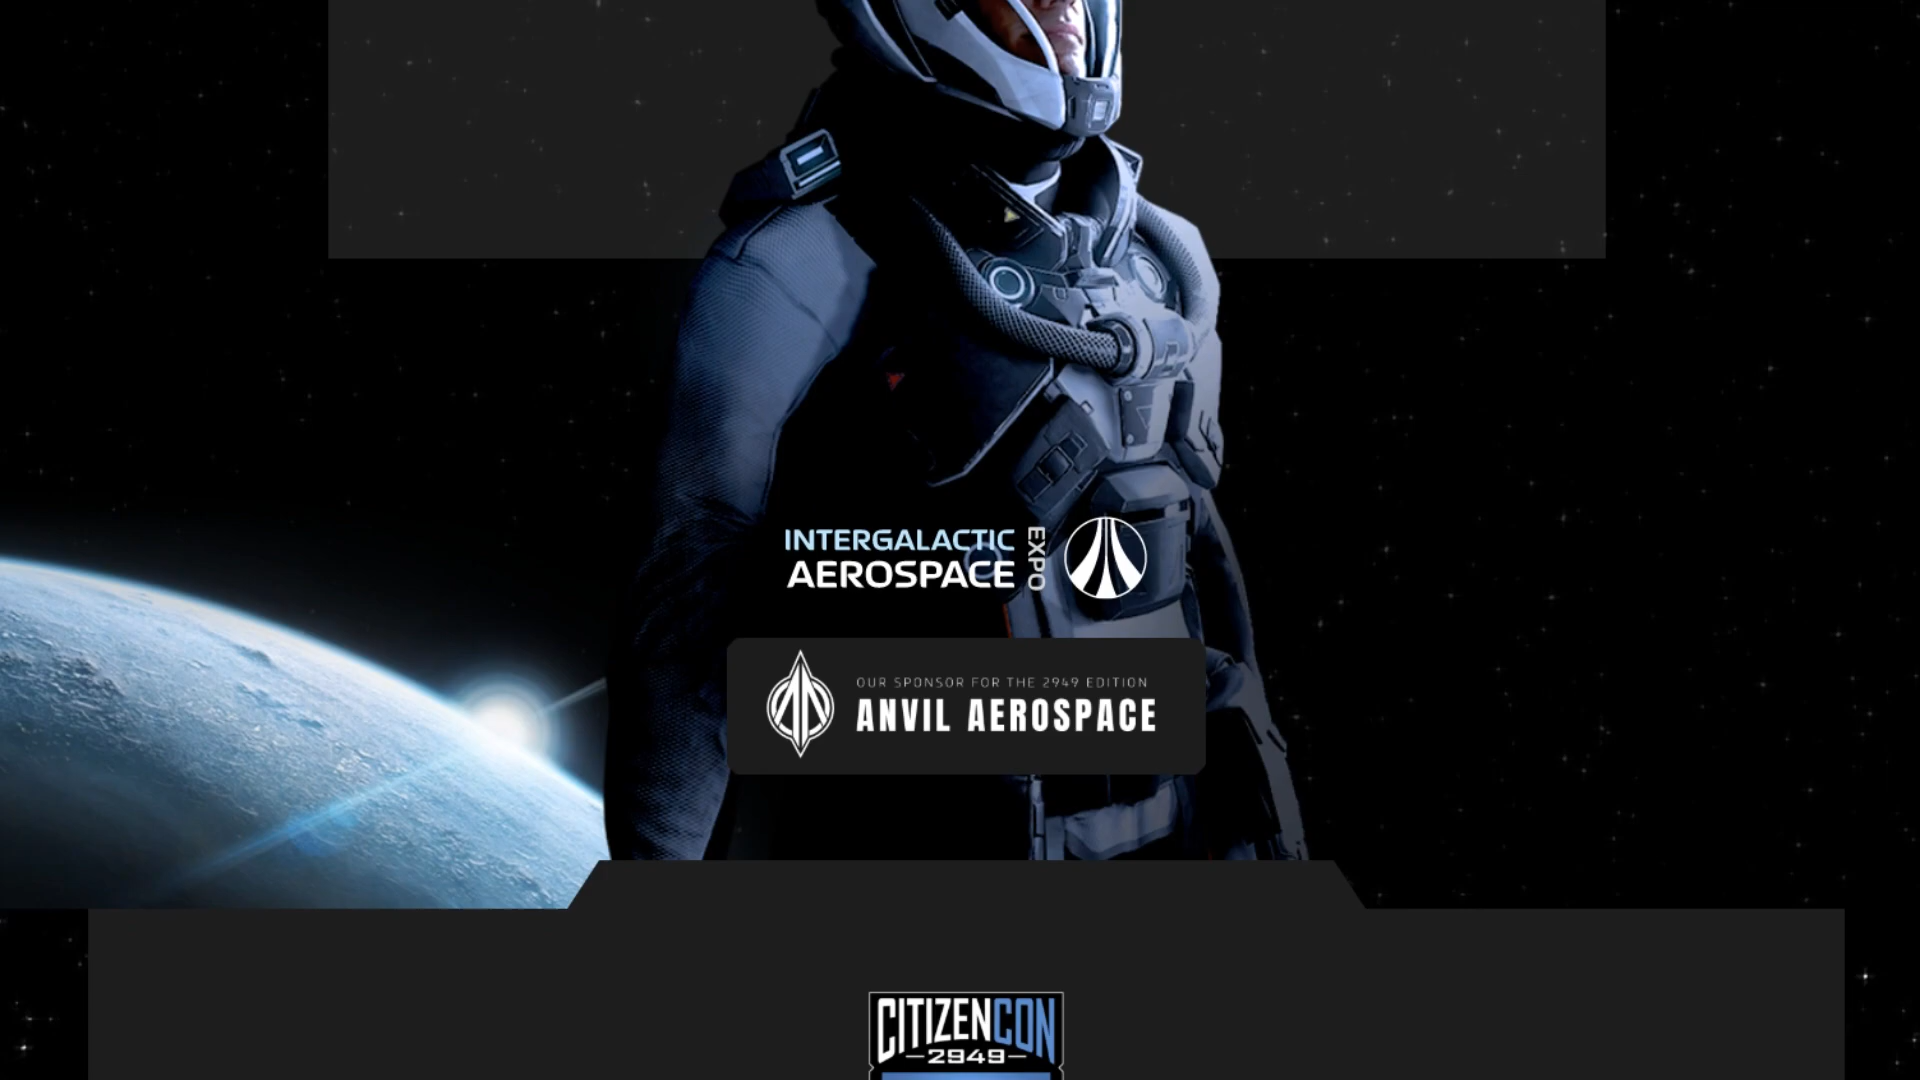 INTERGALACTIC
AEROSPACE
EXPO
OUR SPONSOR FOR THE 2949 EDITION
ANVIL AEROSPACE
CITIZENCON
2949